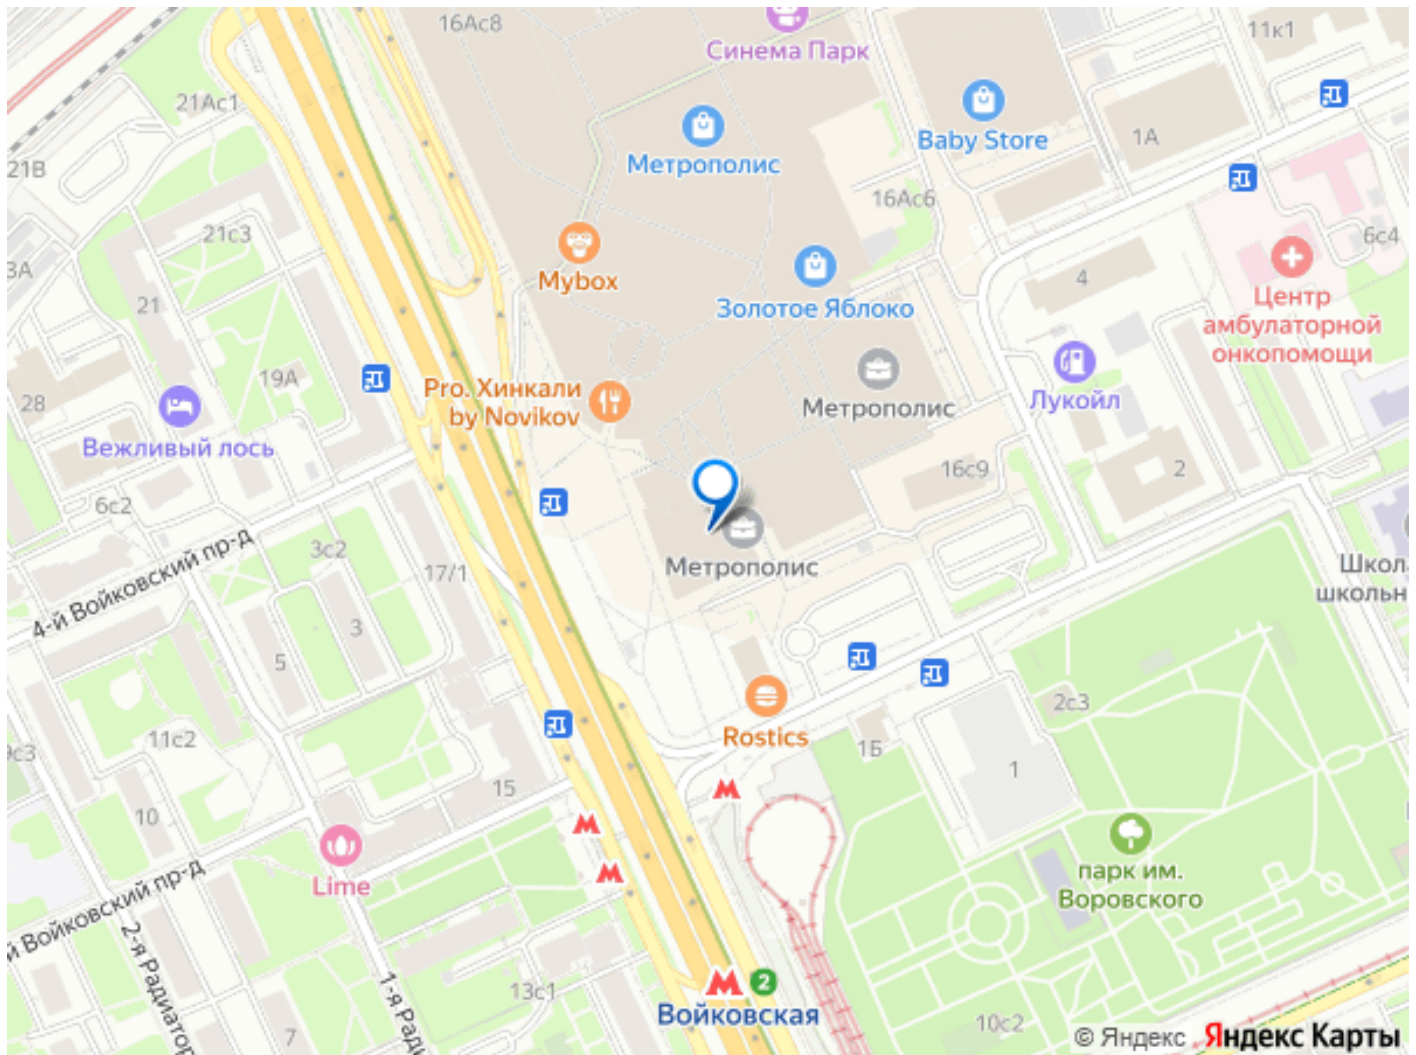 16Ас8
Синема Парк
11к1
21Ас1
Метрополис
Baby Store
1А
21В
16Ас6
21с3
6с4
3А
Mybox
4
21
Золотое Яблоко
Центр
амбулаторной
онкопомощи
19А
Pro. Хинкали
by Novikov
28
Метрополис
Лукойл
Вежливый лось
16с9
2
6с2
3с2
4-й Войковский пр-д
17/1
Метрополис
Школа
школьн
3
5
2с3
11с2
9с3
Rostics
1Б
1
15
10
М
М
Lime
М
парк им.
Воровского
й Войковский пр-д
2-я Радиатор
1-я Ради
М 2
13с1
Войковская
7
10с2
© Яндекс Яндекс Карты